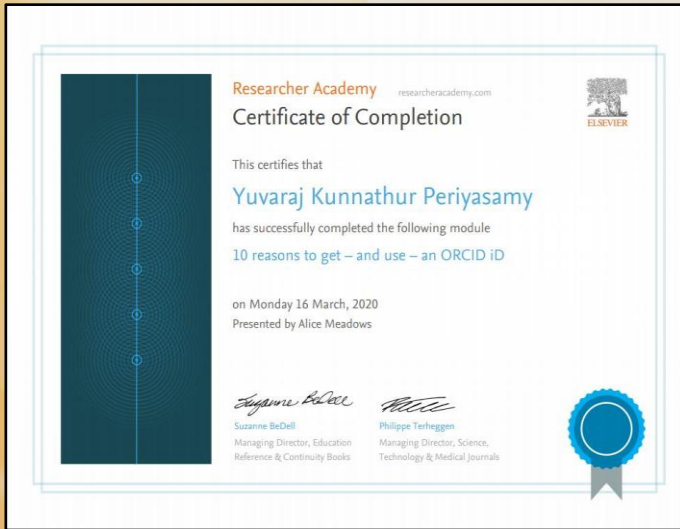 Researcher Academy researcheracademy.com
Certificate of Completion
ELSEVIER
This certifies that
Yuvaraj Kunnathur Periyasamy
has successfully completed the following module
10 reasons to get – and use – an ORCID iD
on Monday 16 March, 2020
Presented by Alice Meadows
Suzanne BeDell
Suzanne BeDell
Managing Director, Education
Reference & Continuity Books
Philippe Terheggen
Managing Director, Science,
Technology & Medical Journals